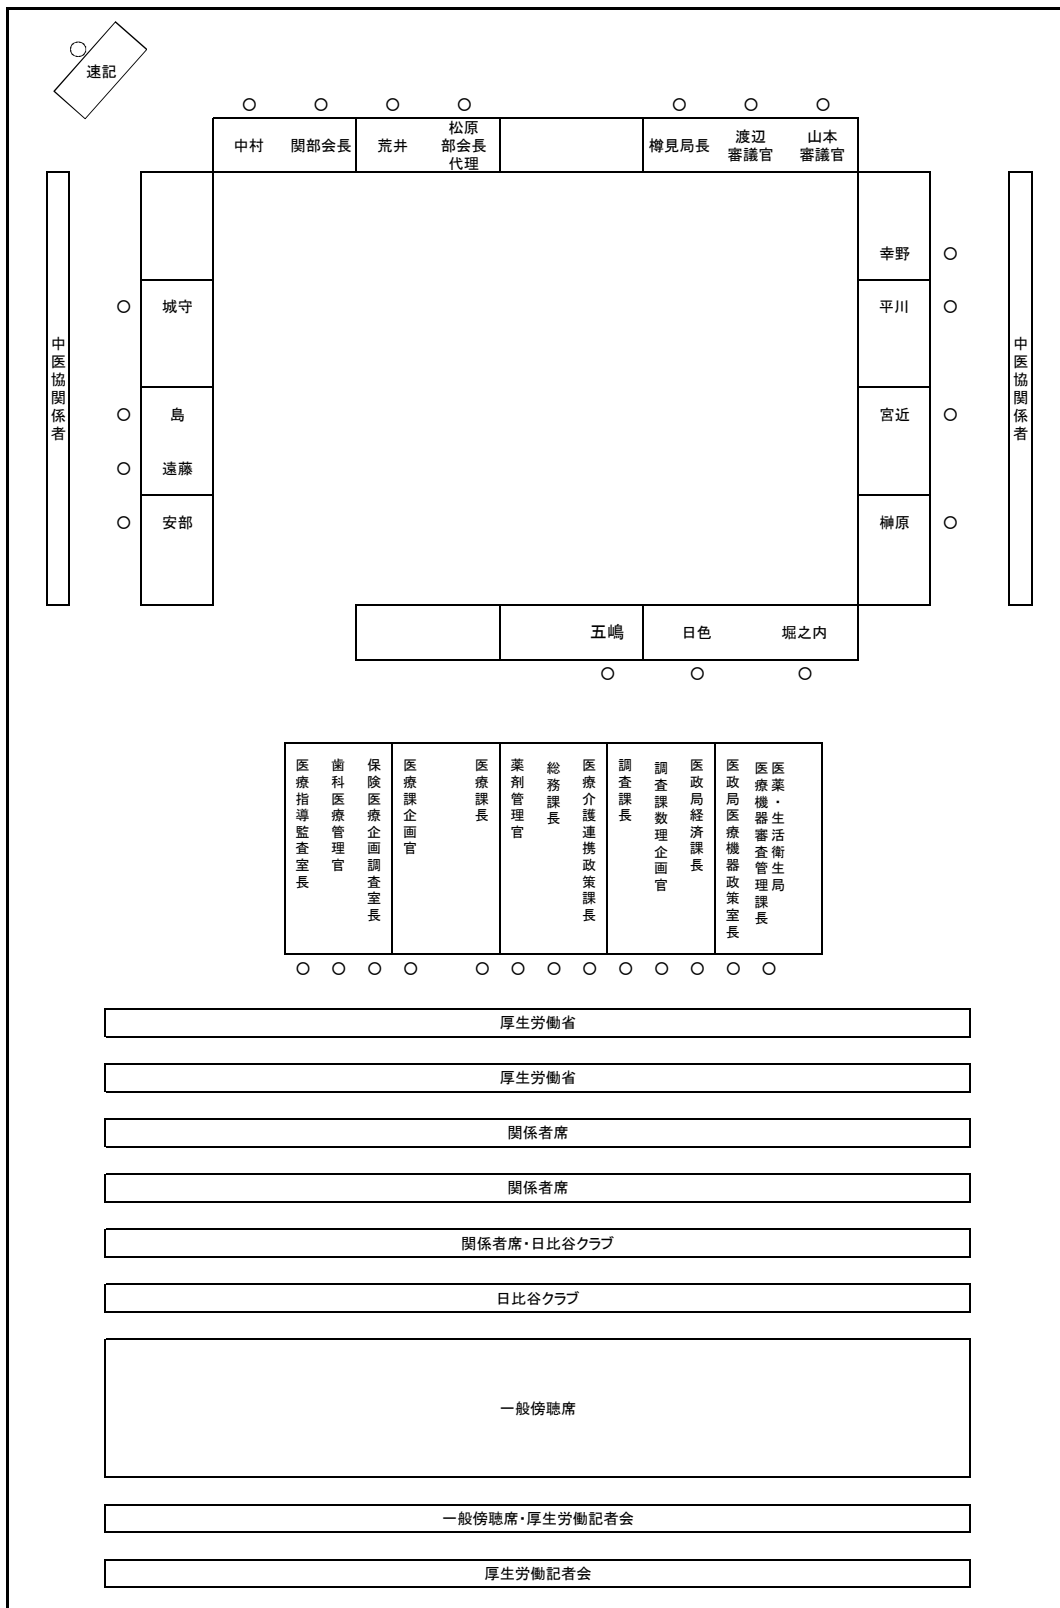 速記
中村
関部会長
荒井
松原
部会長
代理
樽見局長
渡辺
審議官
山本
審議官
中医協関係者
城守
島
遠藤
安部
幸野
平川
宮近
榊原
中医協関係者
五嶋
日色
堀之内
医療指導監査室長
歯科医療管理官
保険医療企画調査室長
医療課企画官
医療課長
薬剤管理官
総務課長
医療介護連携政策課長
調査課長
調査課数理企画官
医政局経済課長
医政局医療機器政策室長
医薬・生活衛生局
医療機器審査管理課長
厚生労働省
厚生労働省
関係者席
関係者席
関係者席・日比谷クラブ
日比谷クラブ
一般傍聴席
一般傍聴席・厚生労働記者会
厚生労働記者会